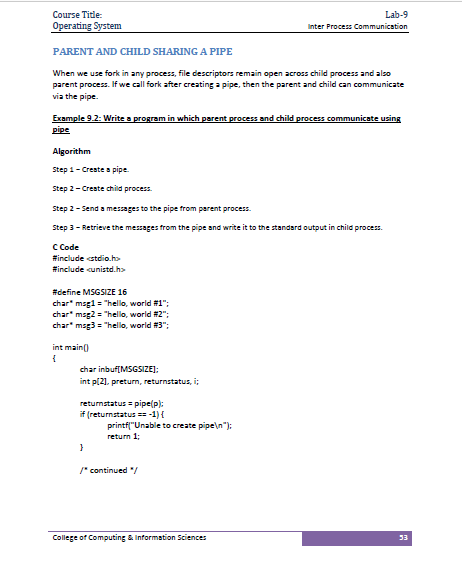 Course Title:
Lab-9
Operating System
Inter Process Communication
PARENT AND CHILD SHARING A PIPE
When we use fork in any process, file descriptors remain open across child process and also
parent process. If we call fork after creating a pipe, then the parent and child can communicate
via the pipe.
Example 9.2: Write a program in which parent process and child process communicate using
pipe
Algorithm
Step 1 – Create a pipe.
Step 2 – Create child process.
Step 2 – Send a messages to the pipe from parent process.
Step 3 – Retrieve the messages from the pipe and write it to the standard output in child process.
C Code
#include <stdio.h>
#include <unistd.h>
#define MSGSIZE 16
char* msg1 = "hello, world #1";
char* msg2 = "hello, world #2";
char* msg3 = "hello, world #3";
int main()
{
char inbuf[MSGSIZE];
int p[2], preturn, returnstatus, i;
returnstatus = pipe(p);
if (returnstatus == -1) {
printf("Unable to create pipe\n");
return 1;
}
/* continued */
College of Computing & Information Sciences
53